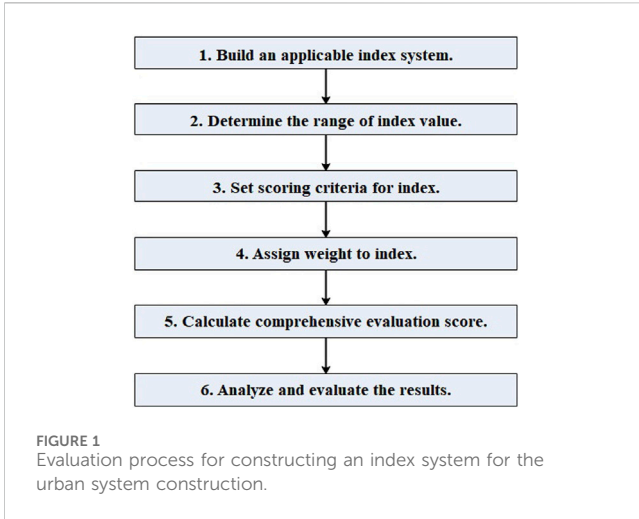 1. Build an applicable index system.
2. Determine the range of index value.
3. Set scoring criteria for index.
4. Assign weight to index.
5. Calculate comprehensive evaluation score.
6. Analyze and evaluate the results.
FIGURE 1
Evaluation process for constructing an index system for the
urban system construction.